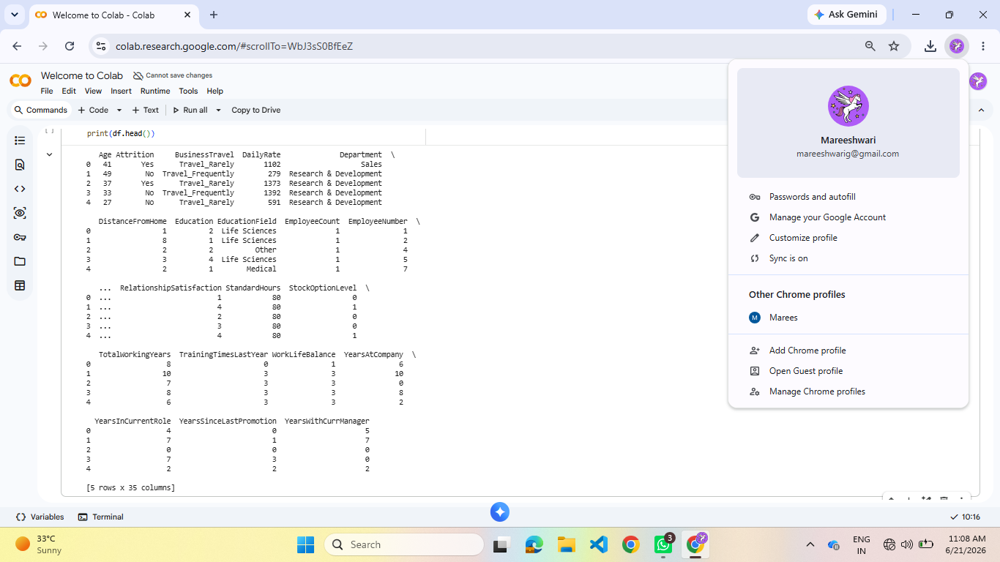 Welcome to Colab - Colab
Ask Gemini
colab.research.google.com/#scrollTo=WbJ3sS0BfEeZ
Welcome to Colab
Cannot save changes
File Edit View Insert Runtime Tools Help
Commands + Code + Text Run all Copy to Drive
[ ]
print(df.head())
Age Attrition BusinessTravel DailyRate Department \
0 41 Yes Travel_Rarely 1102 Sales
1 49 No Travel_Frequently 279 Research & Development
2 37 Yes Travel_Rarely 1373 Research & Development
3 33 No Travel_Frequently 1392 Research & Development
4 27 No Travel_Rarely 591 Research & Development
DistanceFromHome Education EducationField EmployeeCount EmployeeNumber \
0 1 2 Life Sciences 1 1
1 8 1 Life Sciences 1 2
2 2 2 Other 1 4
3 3 4 Life Sciences 1 5
4 2 1 Medical 1 7
... RelationshipSatisfaction StandardHours StockOptionLevel \
0 ... 1 80 0
1 ... 4 80 1
2 ... 2 80 0
3 ... 3 80 0
4 ... 4 80 1
TotalWorkingYears TrainingTimesLastYear WorkLifeBalance YearsAtCompany \
0 8 0 1 6
1 10 3 3 10
2 7 3 3 0
3 8 3 3 8
4 6 3 3 2
YearsInCurrentRole YearsSinceLastPromotion YearsWithCurrManager
0 4 0 5
1 7 1 7
2 0 0 0
3 7 3 0
4 2 2 2
[5 rows x 35 columns]
Mareeshwari
mareeshwarig@gmail.com
Passwords and autofill
Manage your Google Account
Customize profile
Sync is on
Other Chrome profiles
M Marees
Add Chrome profile
Open Guest profile
Manage Chrome profiles
Variables Terminal
10:16
33°C
Sunny
Search
3
ENG
IN
11:08 AM
6/21/2026